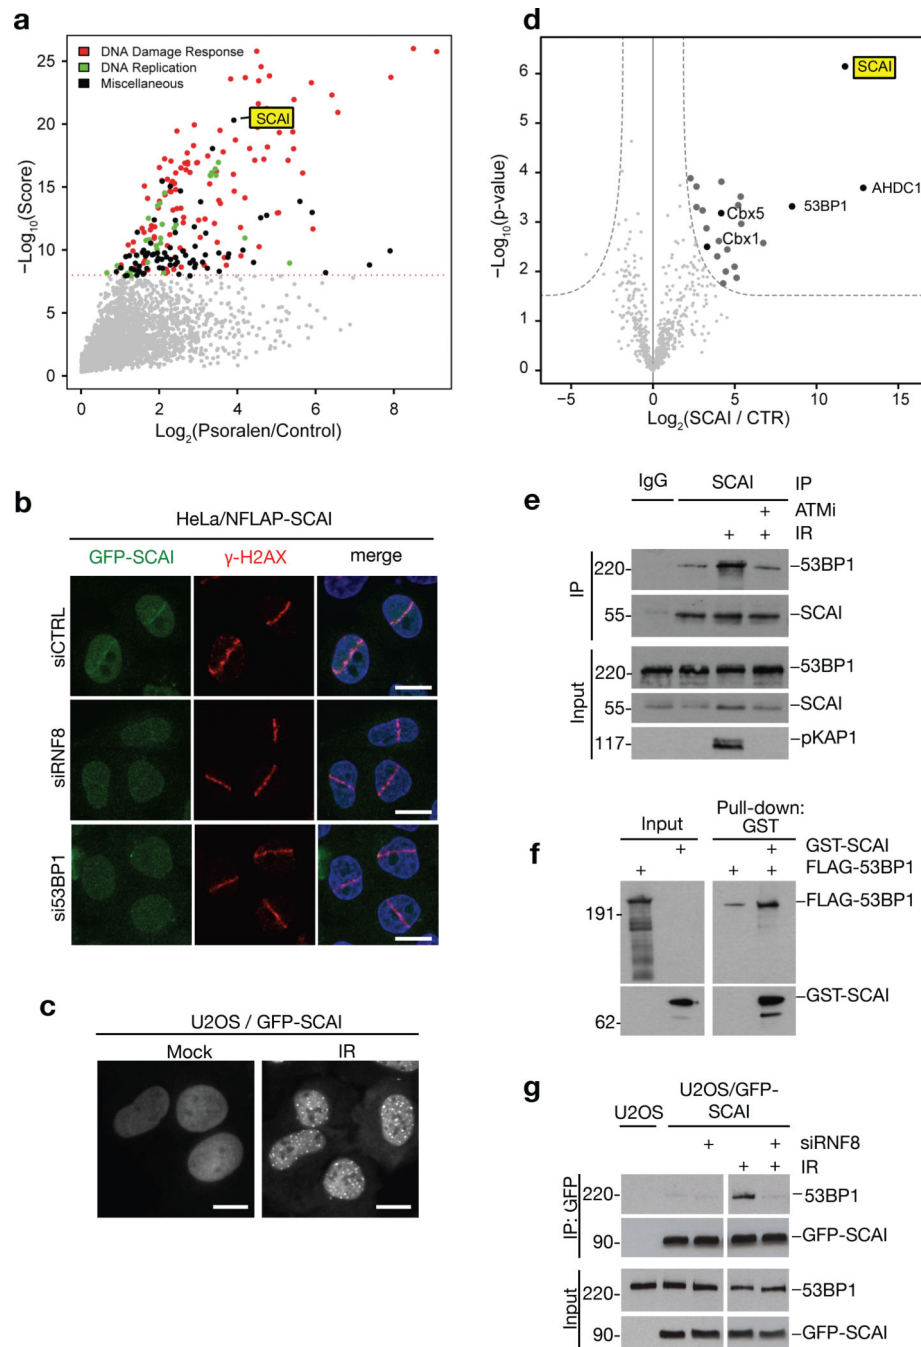 a
DNA Damage Response
DNA Replication
Miscellaneous
SCAI
25
20
15
10
5
0
−Log10(Score)
0 2 4 6 8
Log2(Psoralen/Control)
d
SCAI
AHDC1
53BP1
Cbx5
Cbx1
6
5
4
3
2
1
0
−Log10(p-value)
−5 0 5 10 15
Log2(SCAI / CTR)
b
HeLa/NFLAP-SCAI
GFP-SCAI γ-H2AX merge
siCTRL
siRNF8
si53BP1
c
U2OS / GFP-SCAI
Mock IR
e
IgG SCAI IP
+ ATMi
+ + IR
IP
220- –53BP1
55- –SCAI
Input
220- –53BP1
55- –SCAI
117- –pKAP1
f
Input Pull-down:
GST
+ + GST-SCAI
+ + + FLAG-53BP1
191- –FLAG-53BP1
–GST-SCAI
62-
g
U2OS U2OS/GFP-
SCAI
+ + siRNF8
+ + IR
IP: GFP
220- –53BP1
90- –GFP-SCAI
Input
220- 53BP1
90- –GFP-SCAI